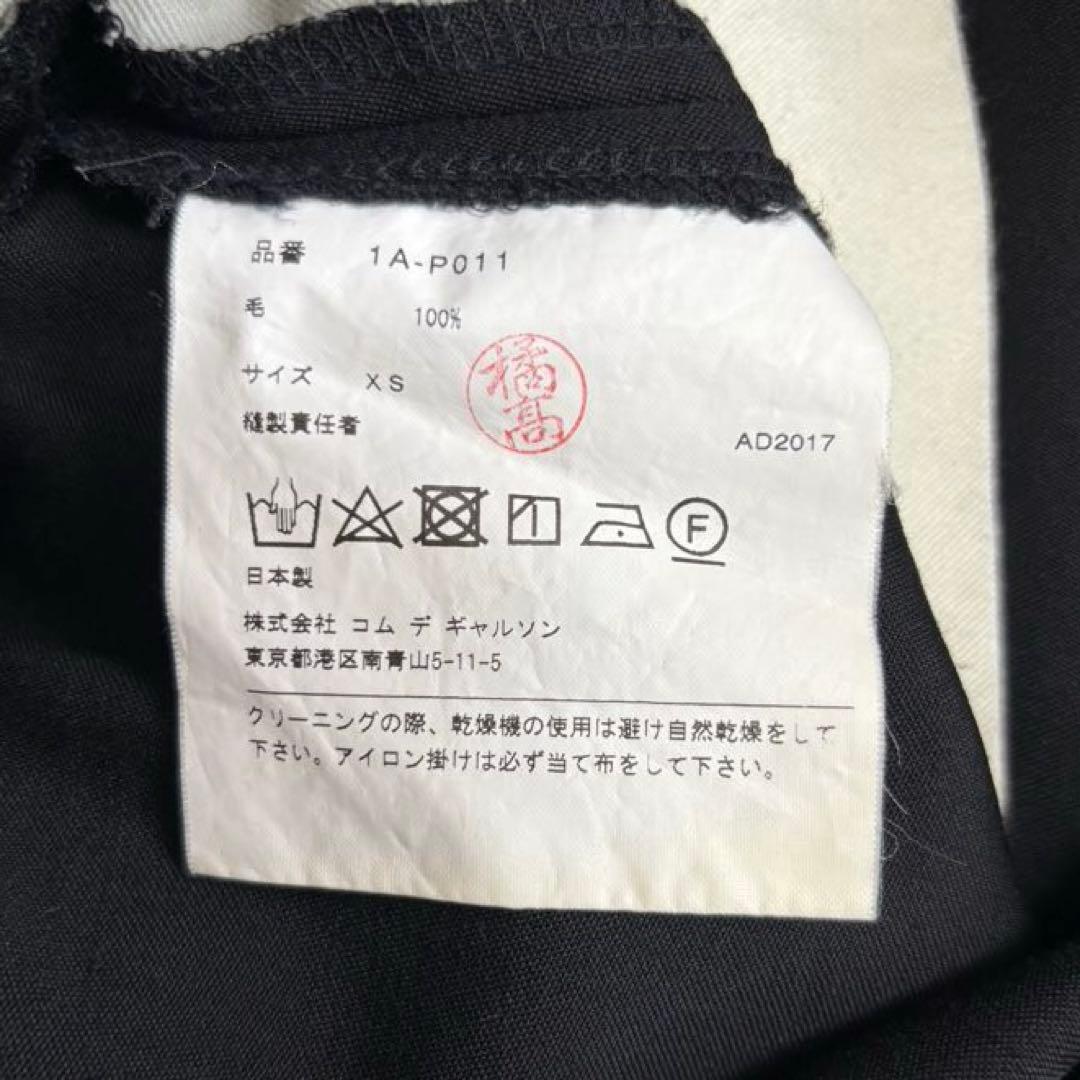 品番 1A-P011
毛 100%
サイズ XS
橘高
縫製責任者
AD2017
F
日本製
株式会社 コム デ ギャルソン
東京都港区南青山5-11-5
クリーニングの際、乾燥機の使用は避け自然乾燥をして
下さい。アイロン掛けは必ず当て布をして下さい。